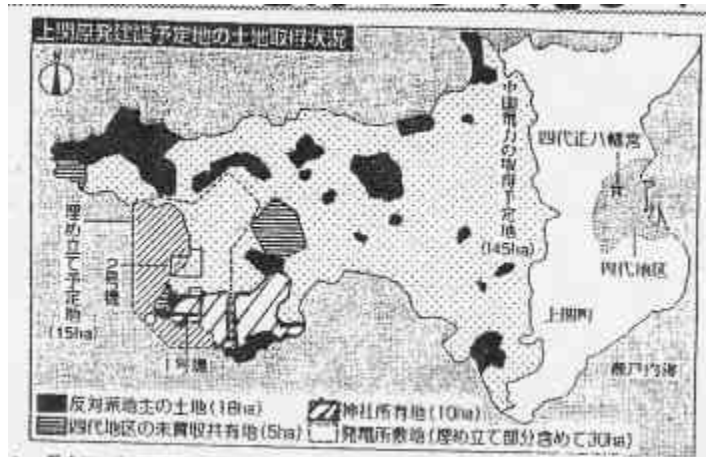 上関原発建設予定地の土地取得状況
N
中国電力の取得予定地
(145ha)
四代正八幡宮
四代地区
上関町
瀬戸内海
埋め立て予定地
(15ha)
2号機
1号機
反対派地主の土地(18ha)
神社所有地(10ha)
四代地区の未買収共有地(5ha)
発電所敷地(埋め立て部分含めて30ha)